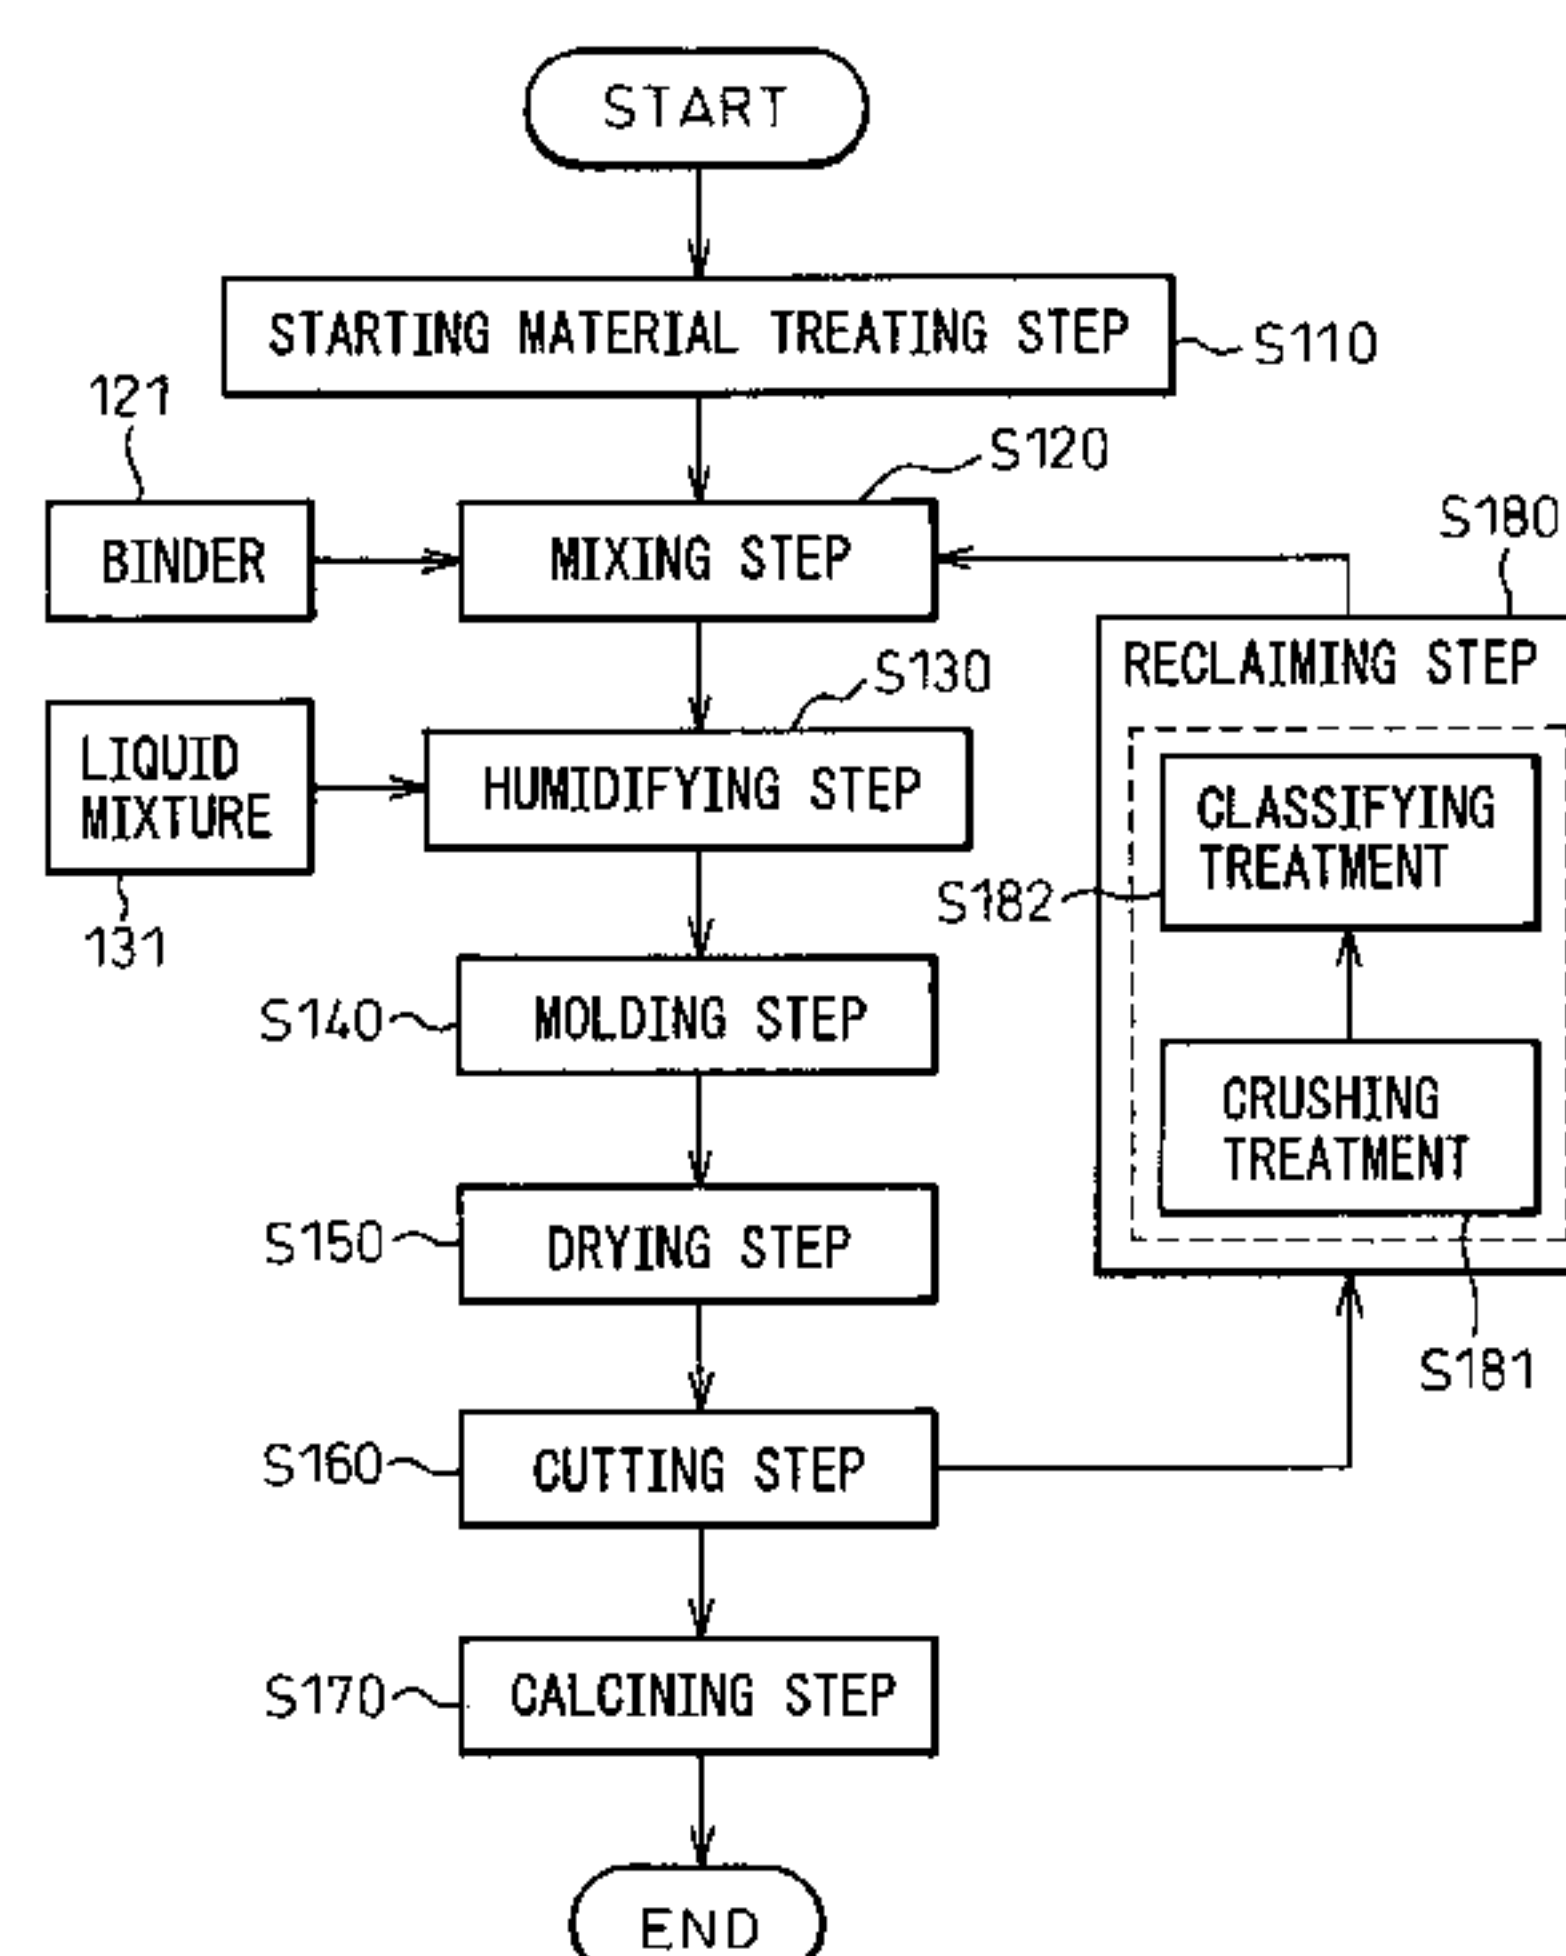 START
STARTING MATERIAL TREATING STEP
S110
121
S120
BINDER
MIXING STEP
S180
S130
RECLAIMING STEP
LIQUID
MIXTURE
HUMIDIFYING STEP
CLASSIFYING
TREATMENT
S182
131
S140
MOLDING STEP
CRUSHING
TREATMENT
S150
DRYING STEP
S181
S160
CUTTING STEP
S170
CALCINING STEP
END